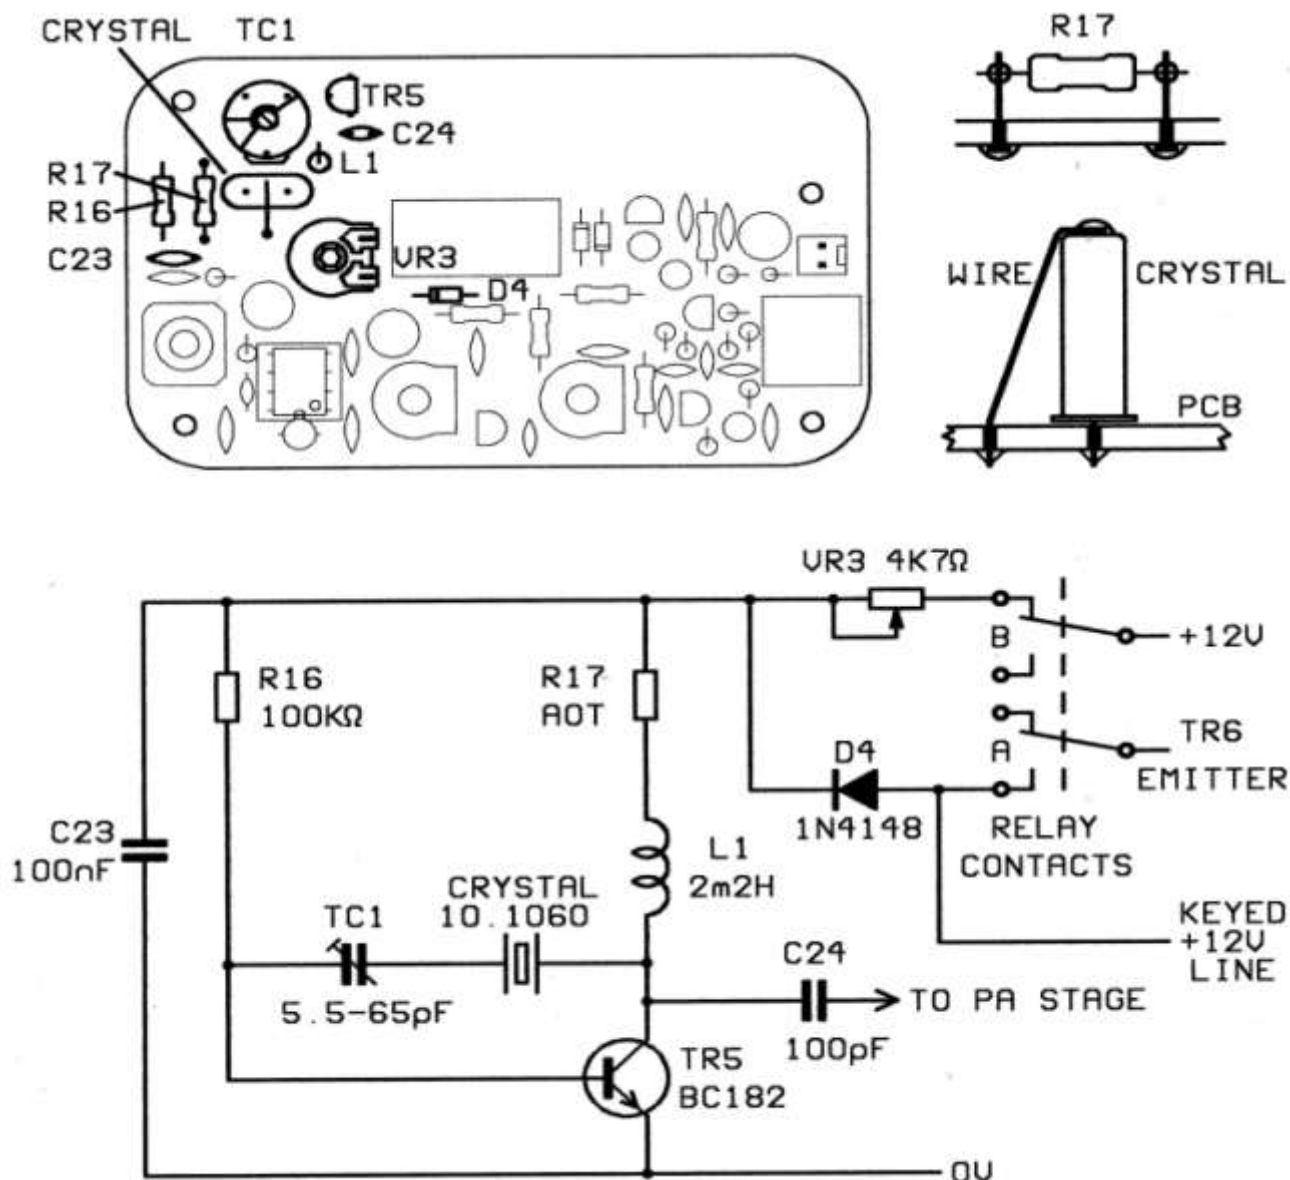 CRYSTAL TC1
TR5
C24
L1
R17
R16
C23
VR3
D4
R17
WIRE
CRYSTAL
PCB
VR3 4K7Ω
B
+12V
R16
100KΩ
R17
AOT
A
TR6
EMITTER
D4
1N4148
RELAY
CONTACTS
C23
100nF
L1
2m2H
CRYSTAL
10.1060
TC1
5.5-65pF
KEYED
+12V
LINE
C24
TO PA STAGE
100pF
TR5
BC182
0V